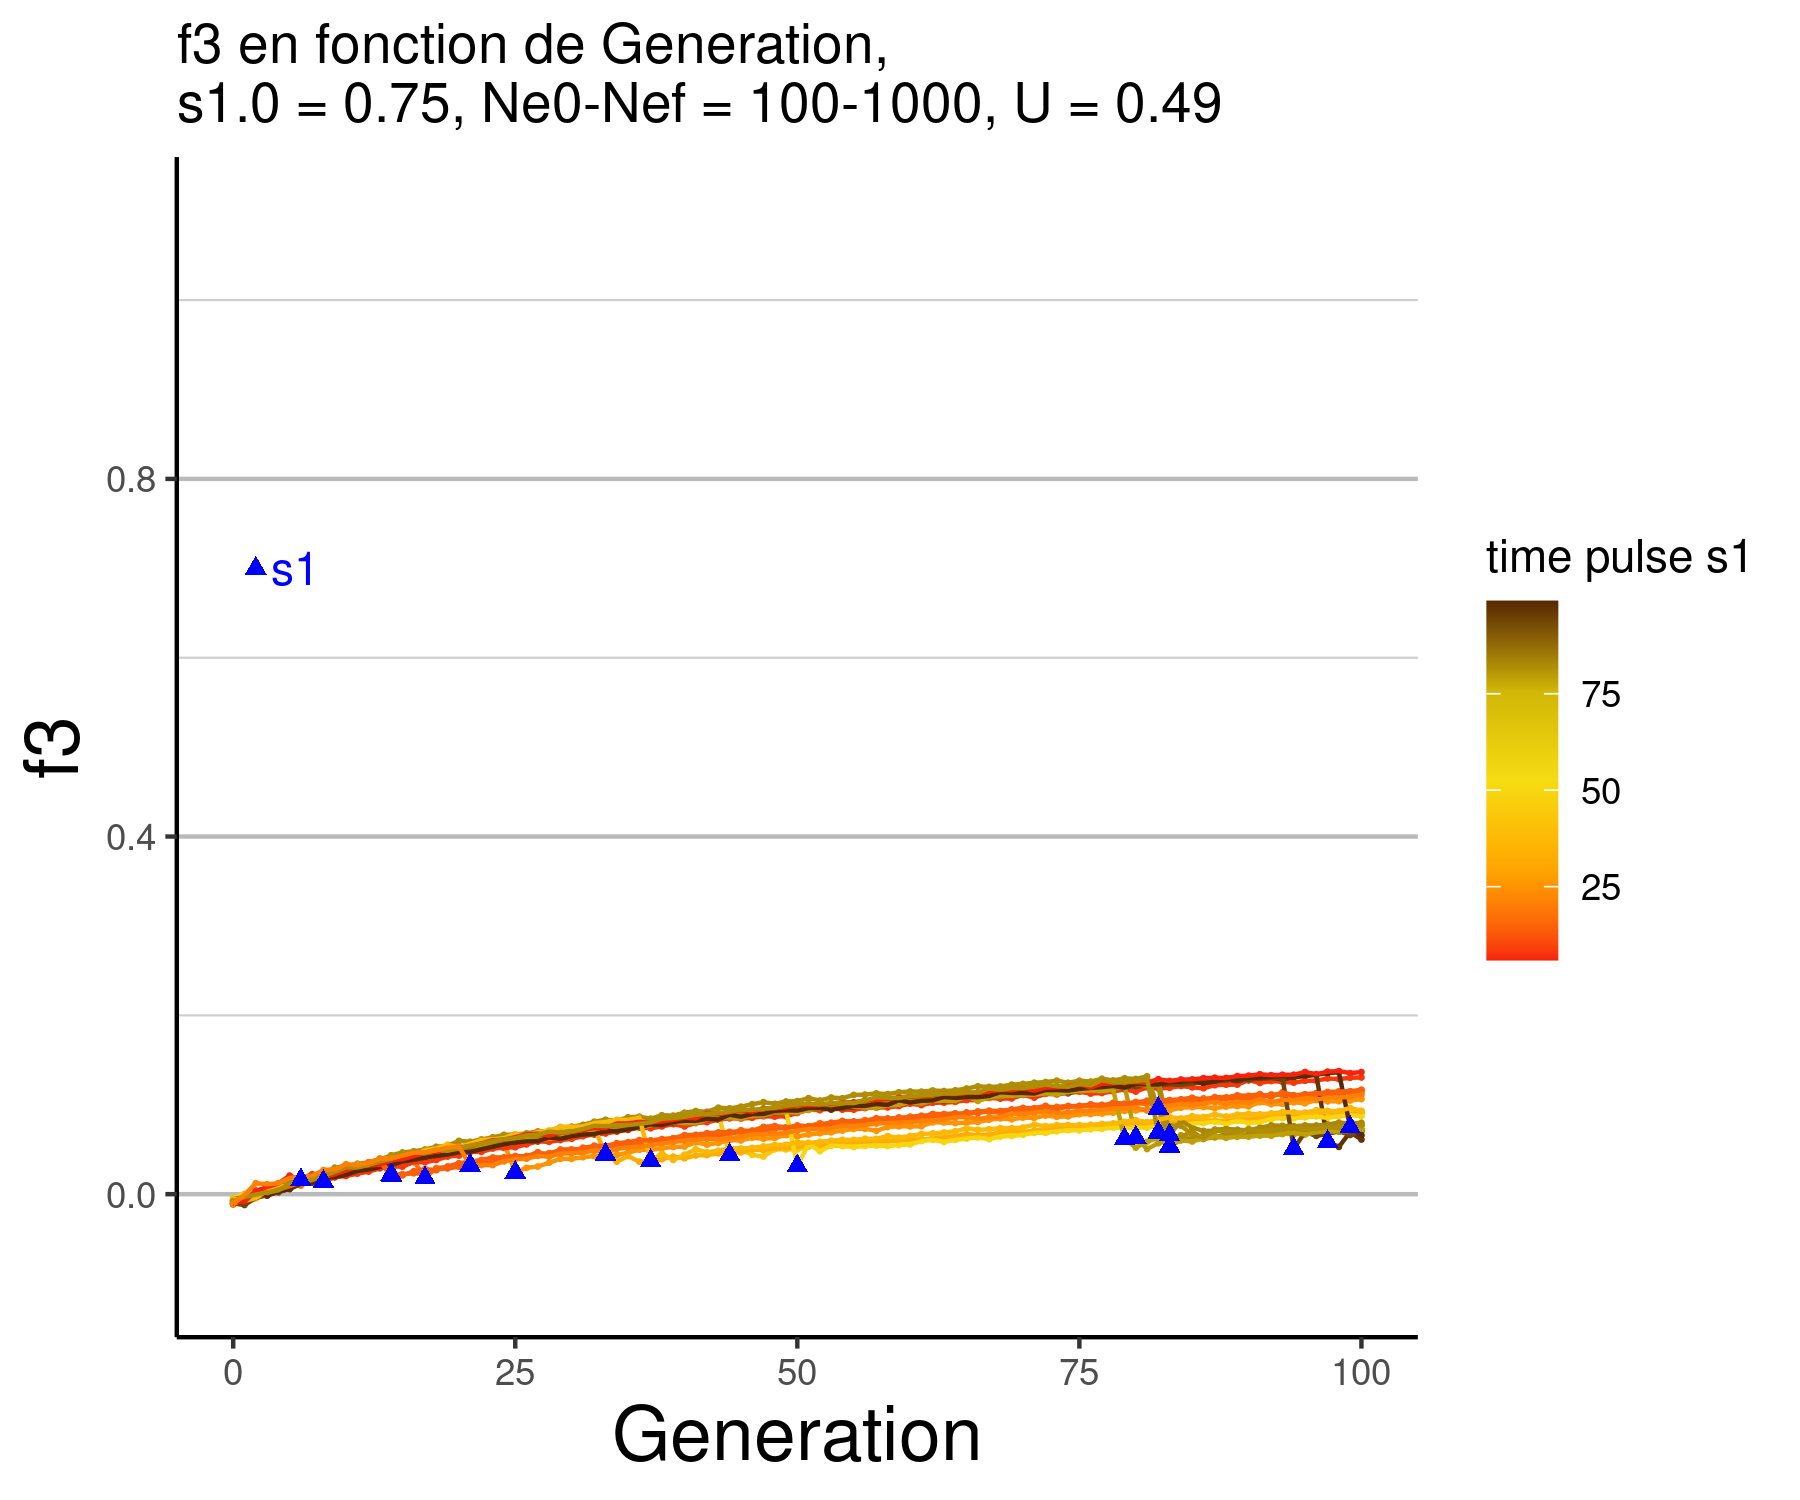 f3 en fonction de Generation,
s1.0 = 0.75, Ne0-Nef = 100-1000, U = 0.49
f3
0.8
0.4
0.0
s1
0 25 50 75 100
Generation
time pulse s1
75
50
25